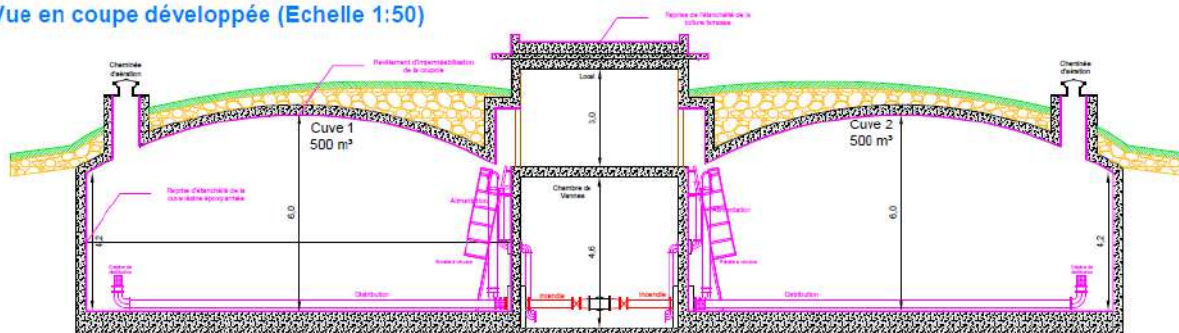 Vue en coupe développée (Echelle 1:50)
Reprise de l'étanchéité de la
toiture terrasse
Cheminée
d'aération
Revêtement d'imperméabilisation
de la coupole
Local
Cheminée
d'aération
Cuve 1
500 m³
3,0
Cuve 2
500 m³
Reprise d'étanchéité de la
cuve résine époxy armée
Alimentation
Chambre de
Vannes
Alimentation
4,2
6,0
4,6
6,0
4,2
Distribution
Incendie
Incendie
Distribution